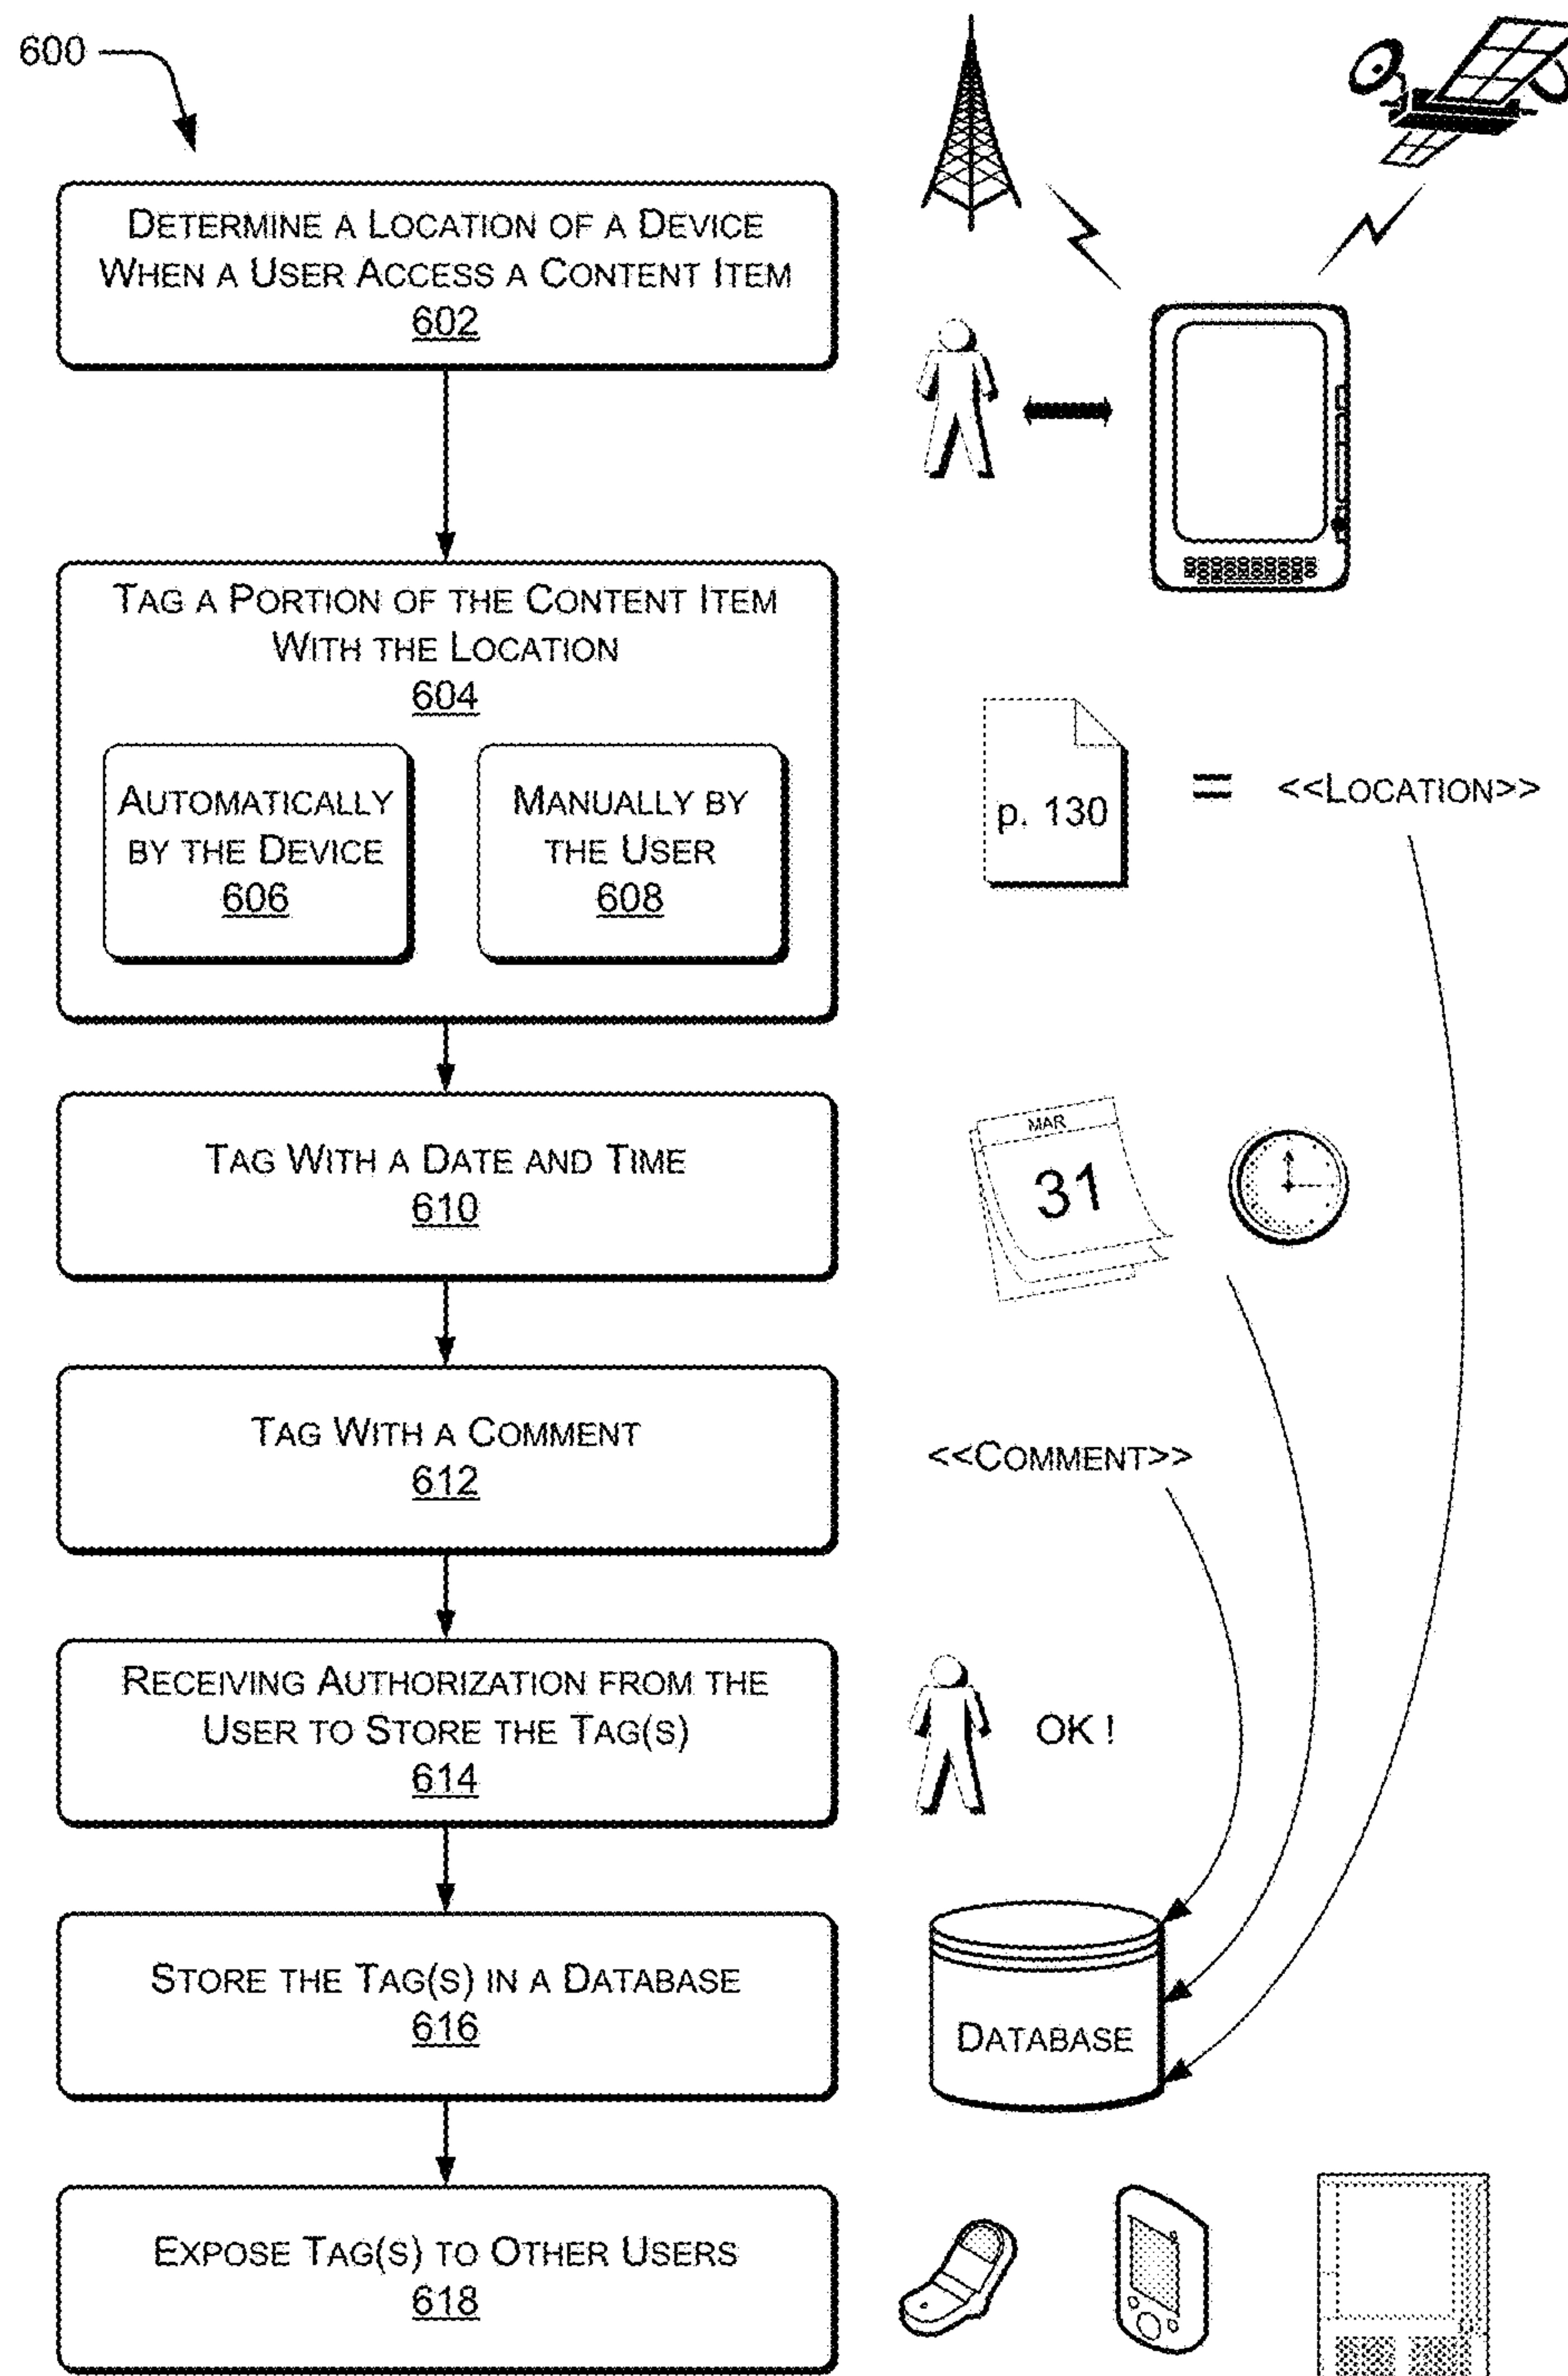 600
DETERMINE A LOCATION OF A DEVICE
WHEN A USER ACCESS A CONTENT ITEM
602
TAG A PORTION OF THE CONTENT ITEM
WITH THE LOCATION
604
AUTOMATICALLY
BY THE DEVICE
606
MANUALLY BY
THE USER
608
p. 130
=
<<LOCATION>>
TAG WITH A DATE AND TIME
610
MAR
31
TAG WITH A COMMENT
612
<<COMMENT>>
RECEIVING AUTHORIZATION FROM THE
USER TO STORE THE TAG(S)
614
OK !
STORE THE TAG(S) IN A DATABASE
616
DATABASE
EXPOSE TAG(S) TO OTHER USERS
618